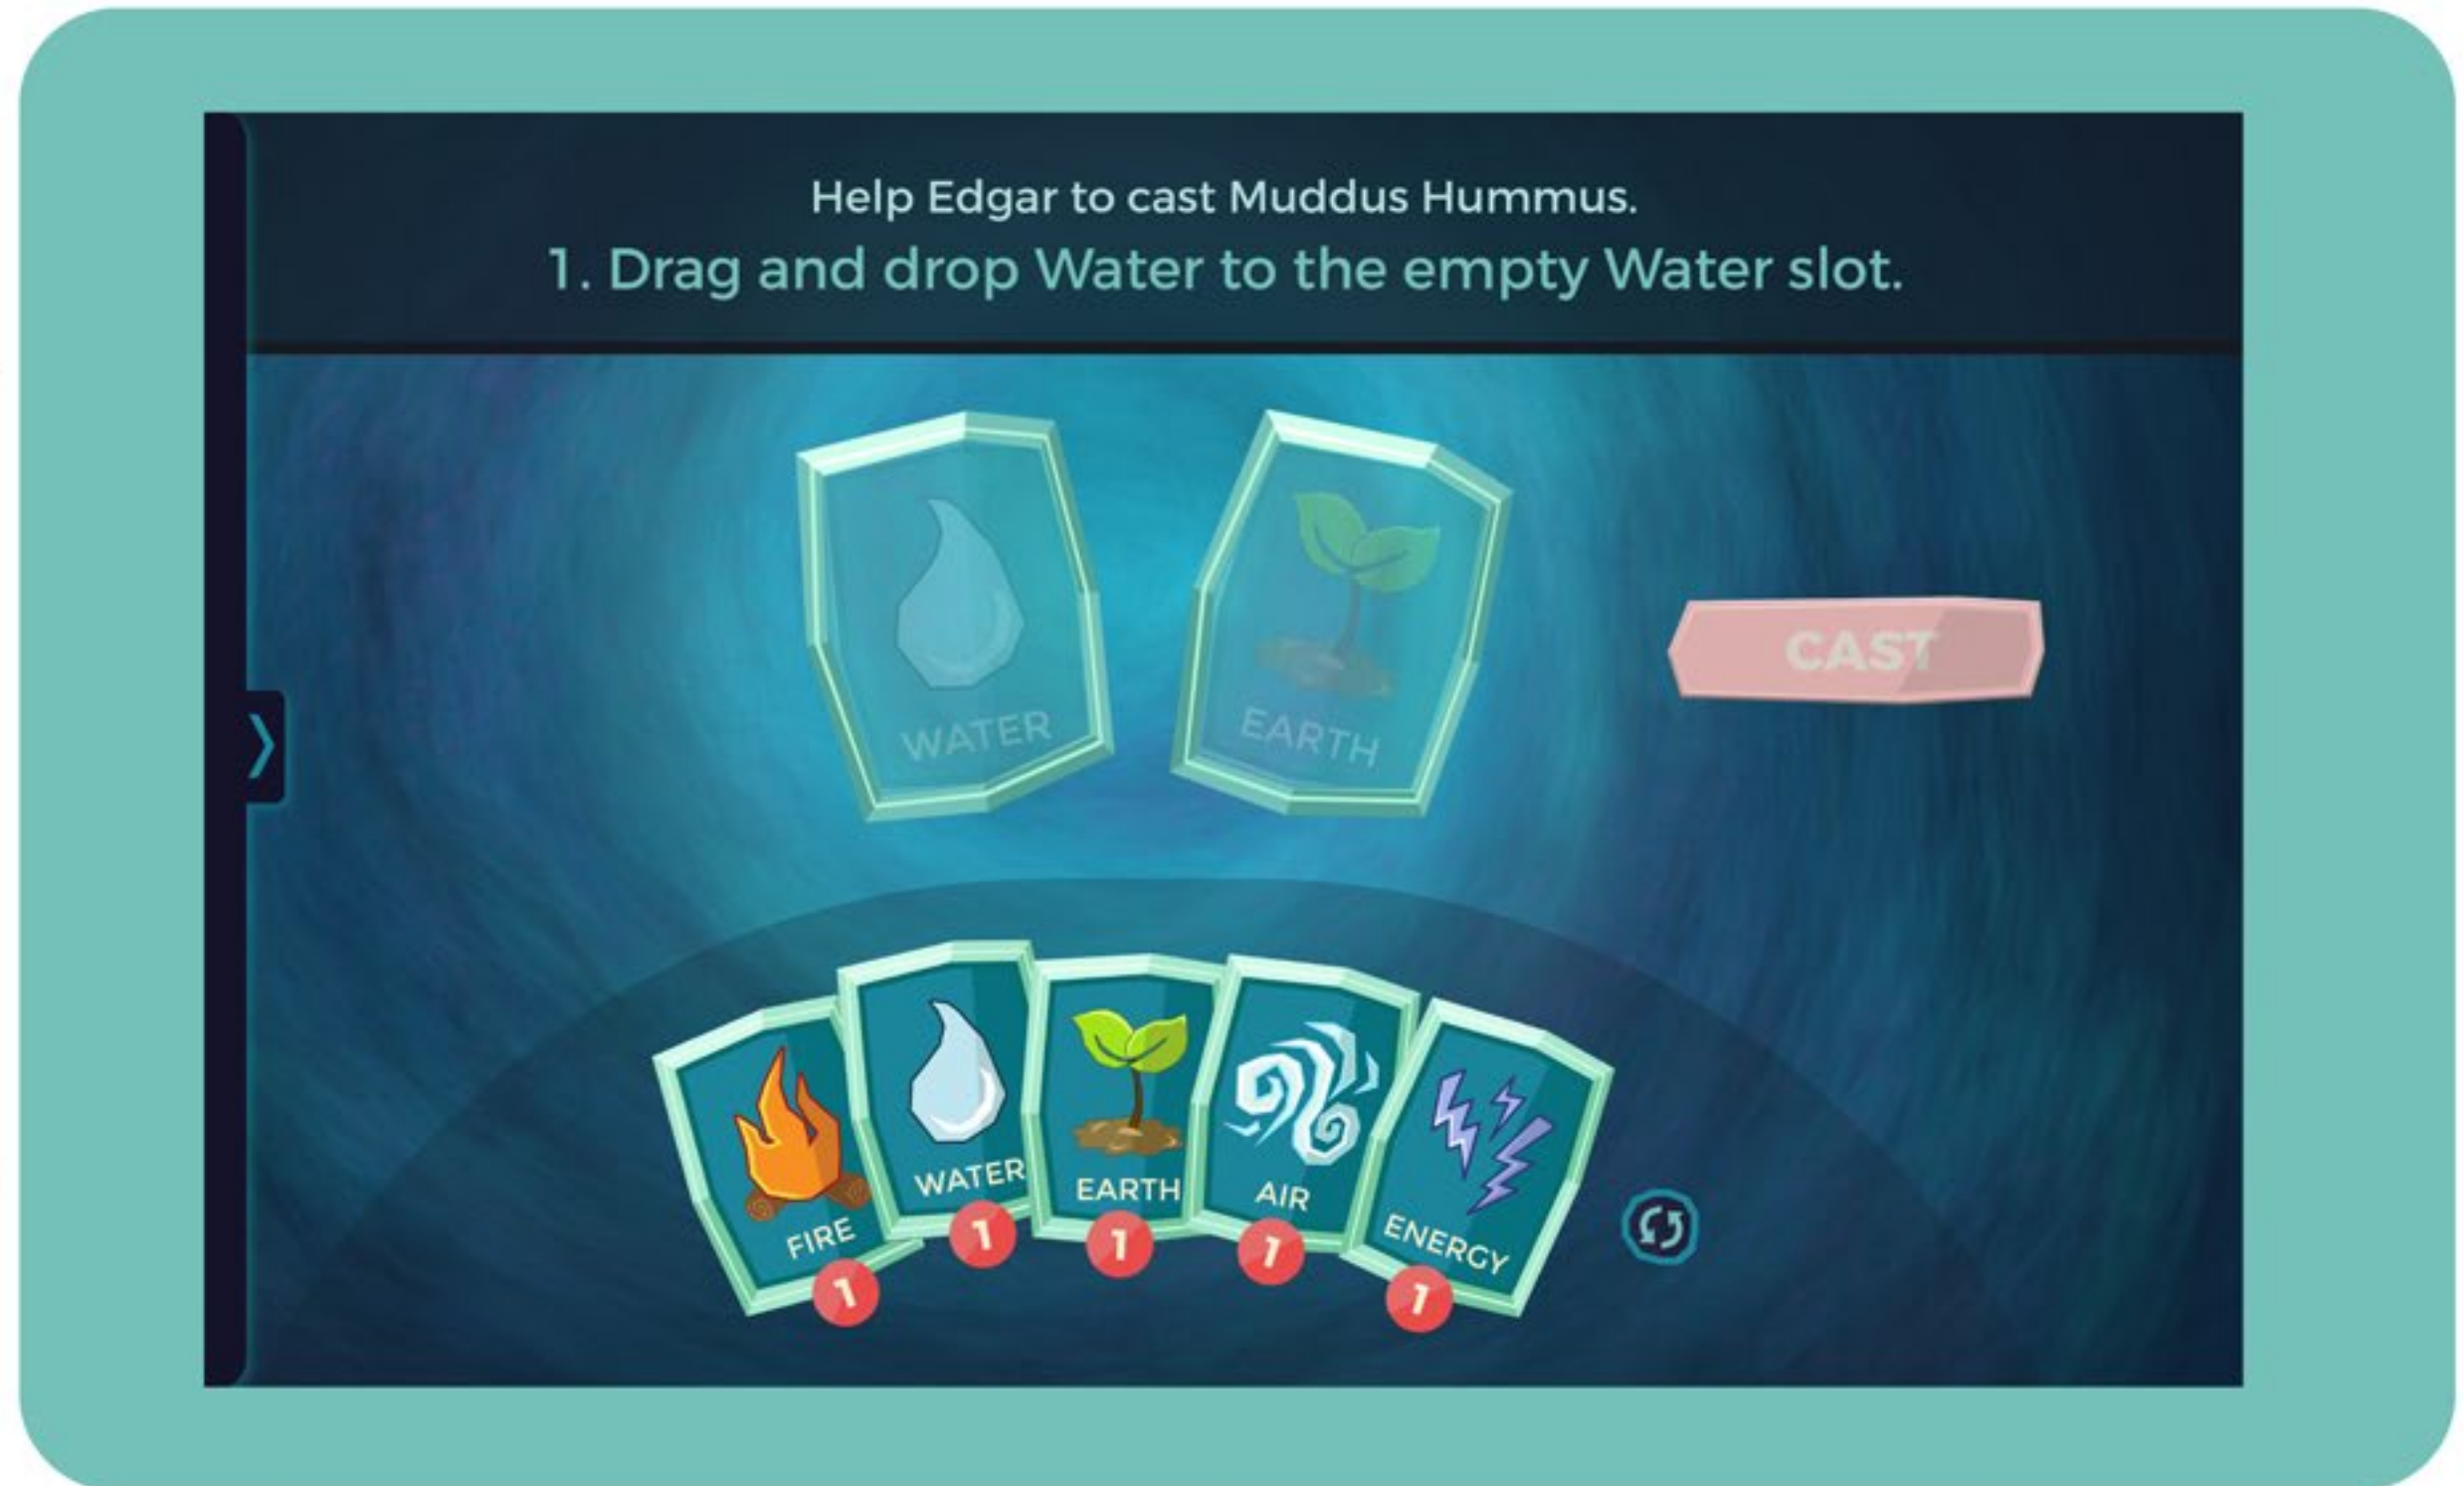 Help Edgar to cast Muddus Hummus.
1. Drag and drop Water to the empty Water slot.
WATER
EARTH
CAST
FIRE
WATER
EARTH
AIR
ENERGY
1
1
1
1
1